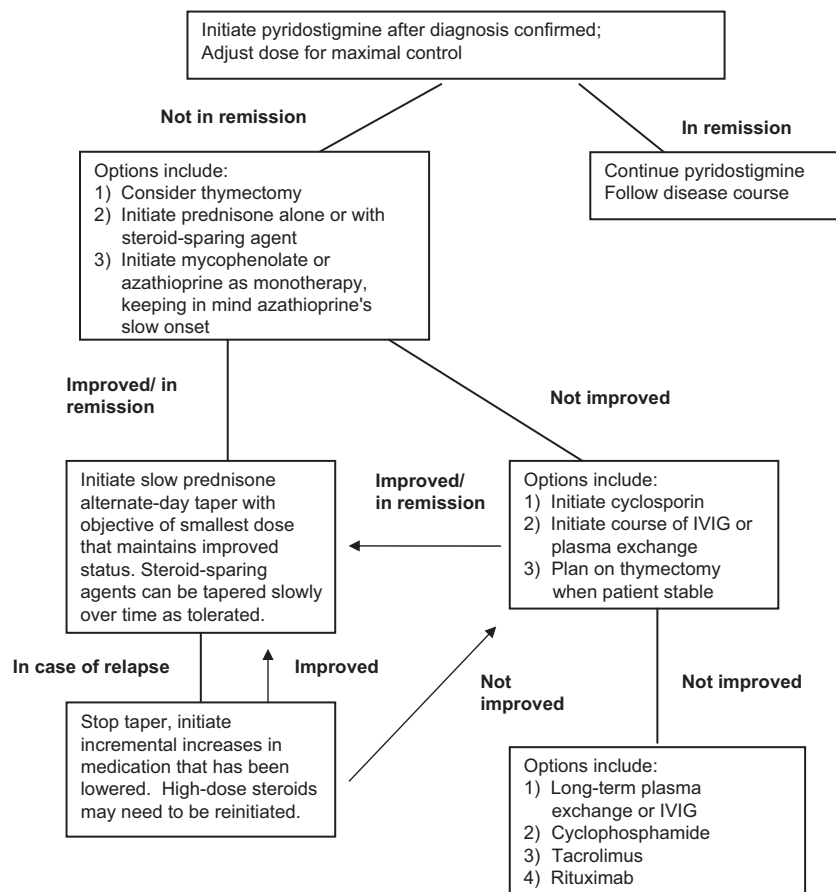 Initiate pyridostigmine after diagnosis confirmed;
Adjust dose for maximal control
Not in remission
In remission
Options include:
1) Consider thymectomy
2) Initiate prednisone alone or with
steroid-sparing agent
3) Initiate mycophenolate or
azathioprine as monotherapy,
keeping in mind azathioprine's
slow onset
Continue pyridostigmine
Follow disease course
Improved/ in
remission
Not improved
Initiate slow prednisone
alternate-day taper with
objective of smallest dose
that maintains improved
status. Steroid-sparing
agents can be tapered slowly
over time as tolerated.
Improved/
in remission
Options include:
1) Initiate cyclosporin
2) Initiate course of IVIG or
plasma exchange
3) Plan on thymectomy
when patient stable
In case of relapse
Improved
Not
improved
Not improved
Stop taper, initiate
incremental increases in
medication that has been
lowered. High-dose steroids
may need to be reinitiated.
Options include:
1) Long-term plasma
exchange or IVIG
2) Cyclophosphamide
3) Tacrolimus
4) Rituximab